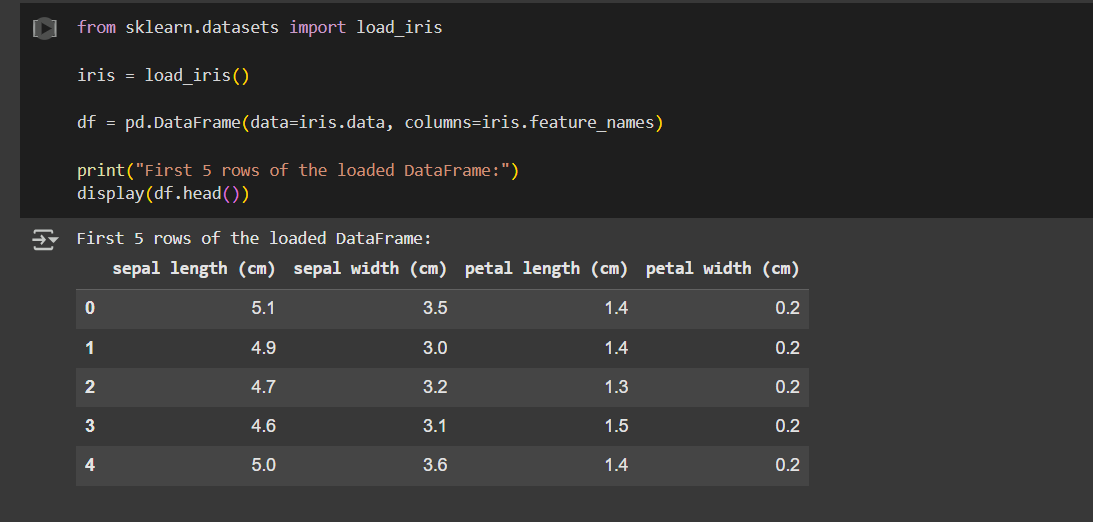 from sklearn.datasets import load_iris
iris = load_iris()
df = pd.DataFrame(data=iris.data, columns=iris.feature_names)
print("First 5 rows of the loaded DataFrame:")
display(df.head())
First 5 rows of the loaded DataFrame:
sepal length (cm) sepal width (cm) petal length (cm) petal width (cm)
0 5.1 3.5 1.4 0.2
1 4.9 3.0 1.4 0.2
2 4.7 3.2 1.3 0.2
3 4.6 3.1 1.5 0.2
4 5.0 3.6 1.4 0.2